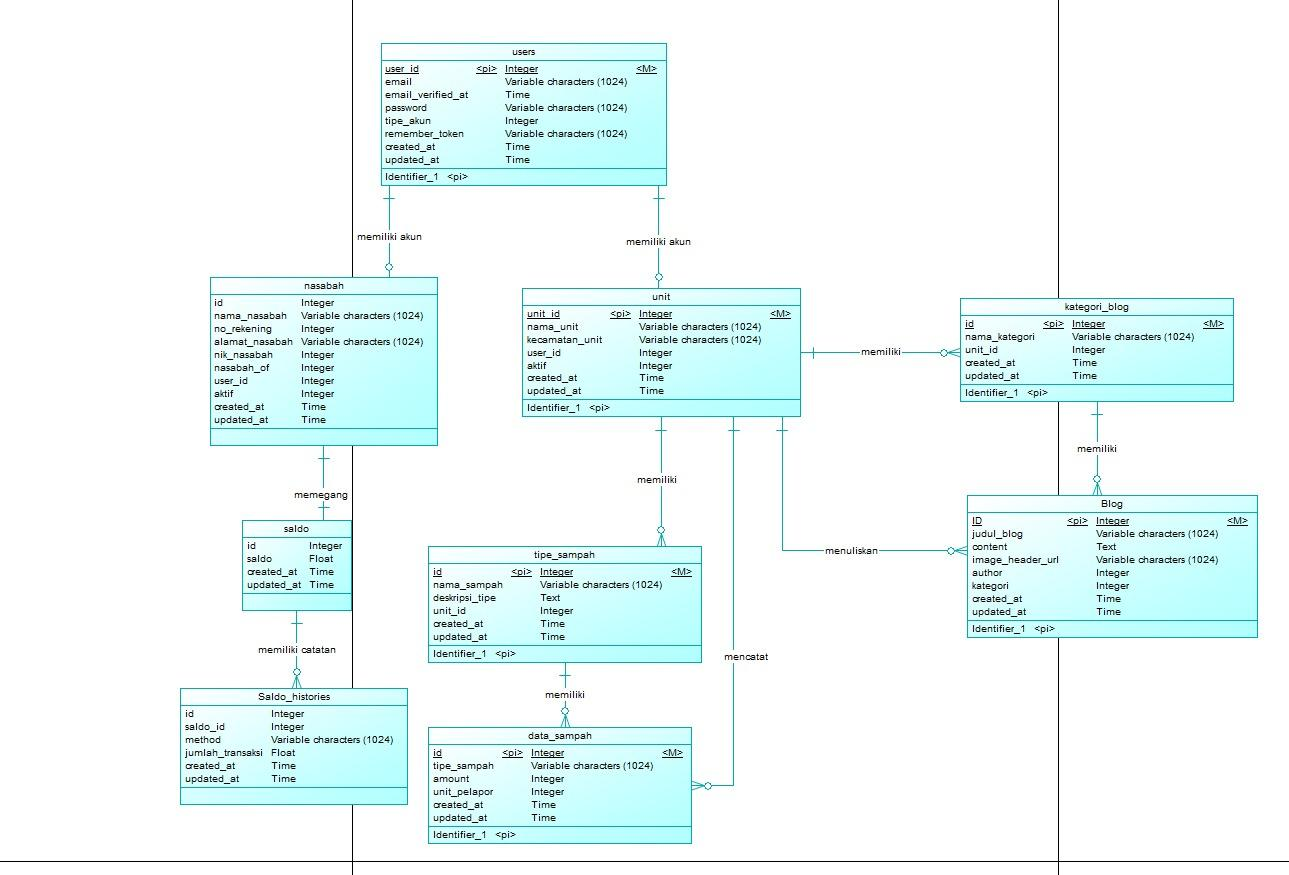 users
user_id <pi> Integer <M>
email Variable characters (1024)
email_verified_at Time
password Variable characters (1024)
tipe_akun Integer
remember_token Variable characters (1024)
created_at Time
updated_at Time
Identifier_1 <pi>
memiliki akun
memiliki akun
nasabah
id Integer
nama_nasabah Variable characters (1024)
no_rekening Integer
alamat_nasabah Variable characters (1024)
nik_nasabah Integer
nasabah_of Integer
user_id Integer
aktif Integer
created_at Time
updated_at Time
unit
unit_id <pi> Integer <M>
nama_unit Variable characters (1024)
kecamatan_unit Variable characters (1024)
user_id Integer
aktif Integer
created_at Time
updated_at Time
Identifier_1 <pi>
memiliki
kategori_blog
id <pi> Integer <M>
nama_kategori Variable characters (1024)
unit_id Integer
created_at Time
updated_at Time
Identifier_1 <pi>
memiliki
memegang
memiliki
saldo
id Integer
saldo Float
created_at Time
updated_at Time
Blog
ID <pi> Integer <M>
judul_blog Variable characters (1024)
content Text
image_header_url Variable characters (1024)
author Integer
kategori Integer
created_at Time
updated_at Time
Identifier_1 <pi>
menuliskan
tipe_sampah
id <pi> Integer <M>
nama_sampah Variable characters (1024)
deskripsi_tipe Text
unit_id Integer
created_at Time
updated_at Time
Identifier_1 <pi>
memiliki catatan
mencatat
memiliki
Saldo_histories
id Integer
saldo_id Integer
method Variable characters (1024)
jumlah_transaksi Float
created_at Time
updated_at Time
data_sampah
id <pi> Integer <M>
tipe_sampah Variable characters (1024)
amount Integer
unit_pelapor Integer
created_at Time
updated_at Time
Identifier_1 <pi>